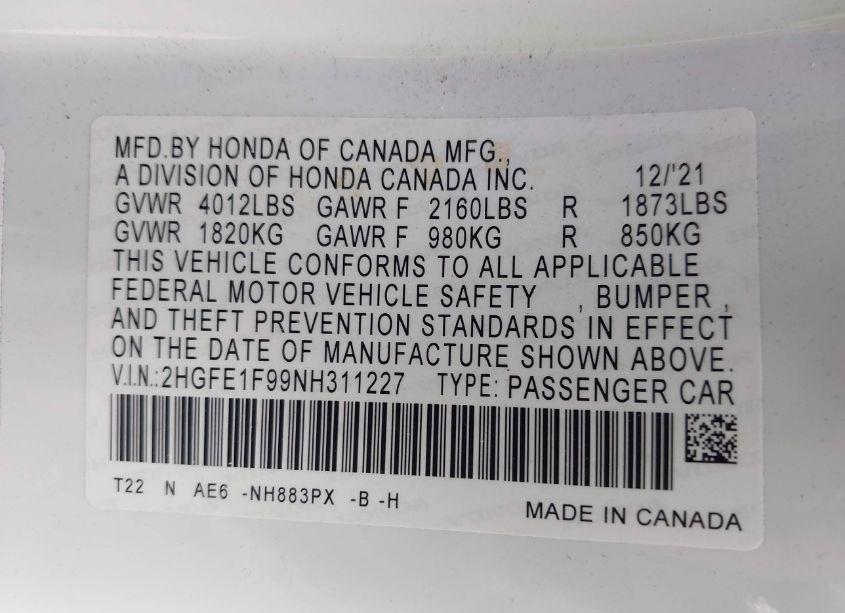 MFD.BY HONDA OF CANADA MFG.,
A DIVISION OF HONDA CANADA INC. 12/'21
GVWR 4012LBS GAWR F 2160LBS R 1873LBS
GVWR 1820KG GAWR F 980KG R 850KG
THIS VEHICLE CONFORMS TO ALL APPLICABLE
FEDERAL MOTOR VEHICLE SAFETY , BUMPER ,
AND THEFT PREVENTION STANDARDS IN EFFECT
ON THE DATE OF MANUFACTURE SHOWN ABOVE.
V.I.N.:2HGFE1F99NH311227 TYPE: PASSENGER CAR
T22 N AE6 -NH883PX -B -H
MADE IN CANADA